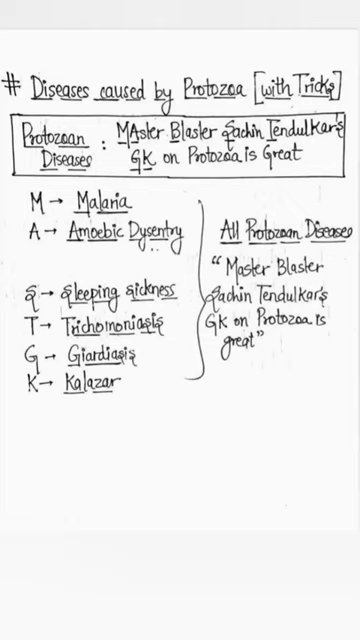 # Diseases caused by Protozoa [with Tricks]
Protozoan Diseases : MAster Blaster Sachin Tendulkar's
GK on Protozoa is Great
M → Malaria
A → Amoebic Dysentry
S → Sleeping sickness
T → Trichomoniasis
G → Giardiasis
K → Kalazar
All Protozoan Diseases
"Master Blaster
Sachin Tendulkar's
GK on Protozoa is
great"